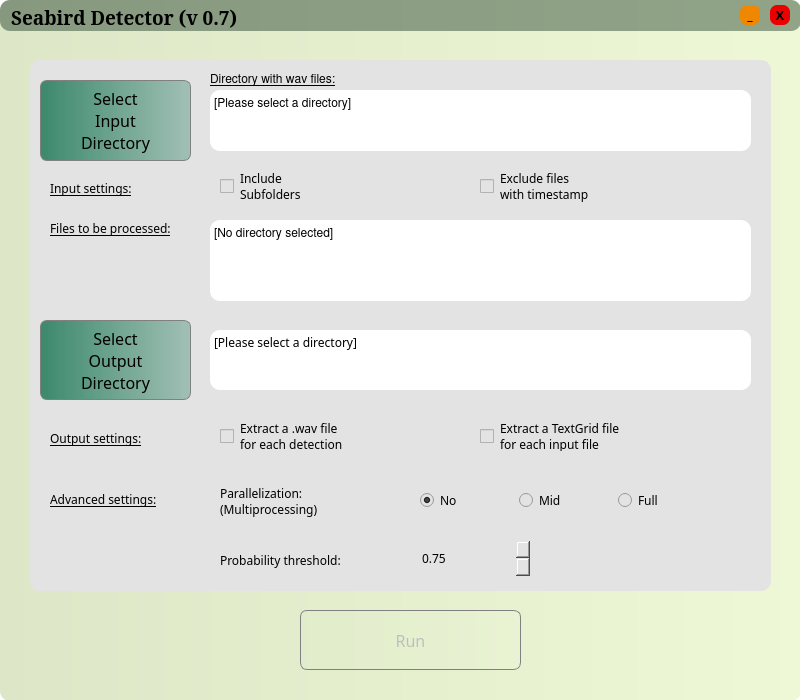 Seabird Detector (v 0.7)
_
X
Directory with wav files:
Select
Input
Directory
[Please select a directory]
Input settings:
Include
Subfolders
Exclude files
with timestamp
Files to be processed:
[No directory selected]
Select
Output
Directory
[Please select a directory]
Output settings:
Extract a .wav file
for each detection
Extract a TextGrid file
for each input file
Advanced settings:
Parallelization:
(Multiprocessing)
No
Mid
Full
Probability threshold:
0.75
Run